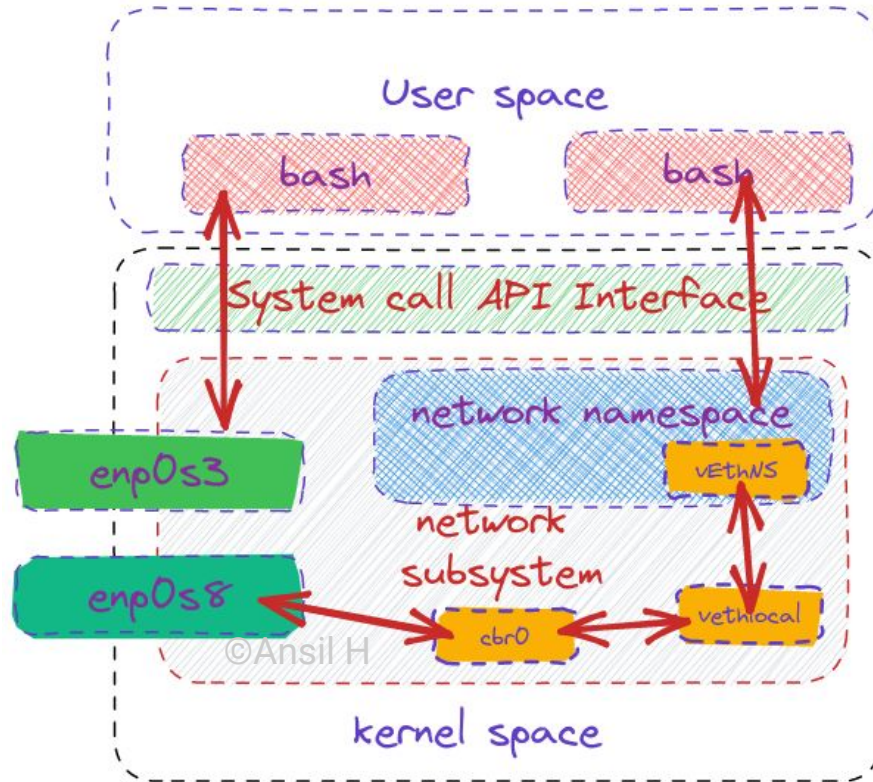 User space
bash
bash
System call API Interface
network namespace
vEthNS
enp0s3
network
subsystem
enp0s8
cbr0
vethlocal
©Ansil H
kernel space